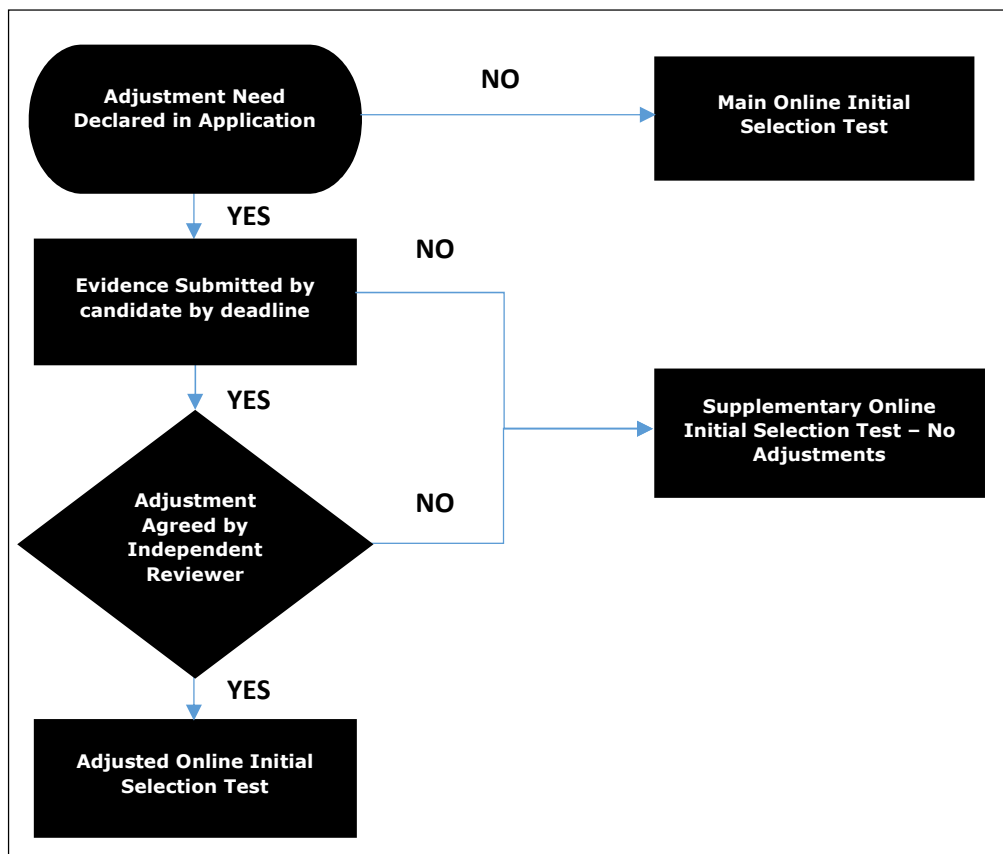 Adjustment Need
Declared in Application
NO
Main Online Initial
Selection Test
YES
Evidence Submitted by
candidate by deadline
NO
YES
Supplementary Online
Initial Selection Test – No
Adjustments
Adjustment
Agreed by
Independent
Reviewer
NO
YES
Adjusted Online Initial
Selection Test